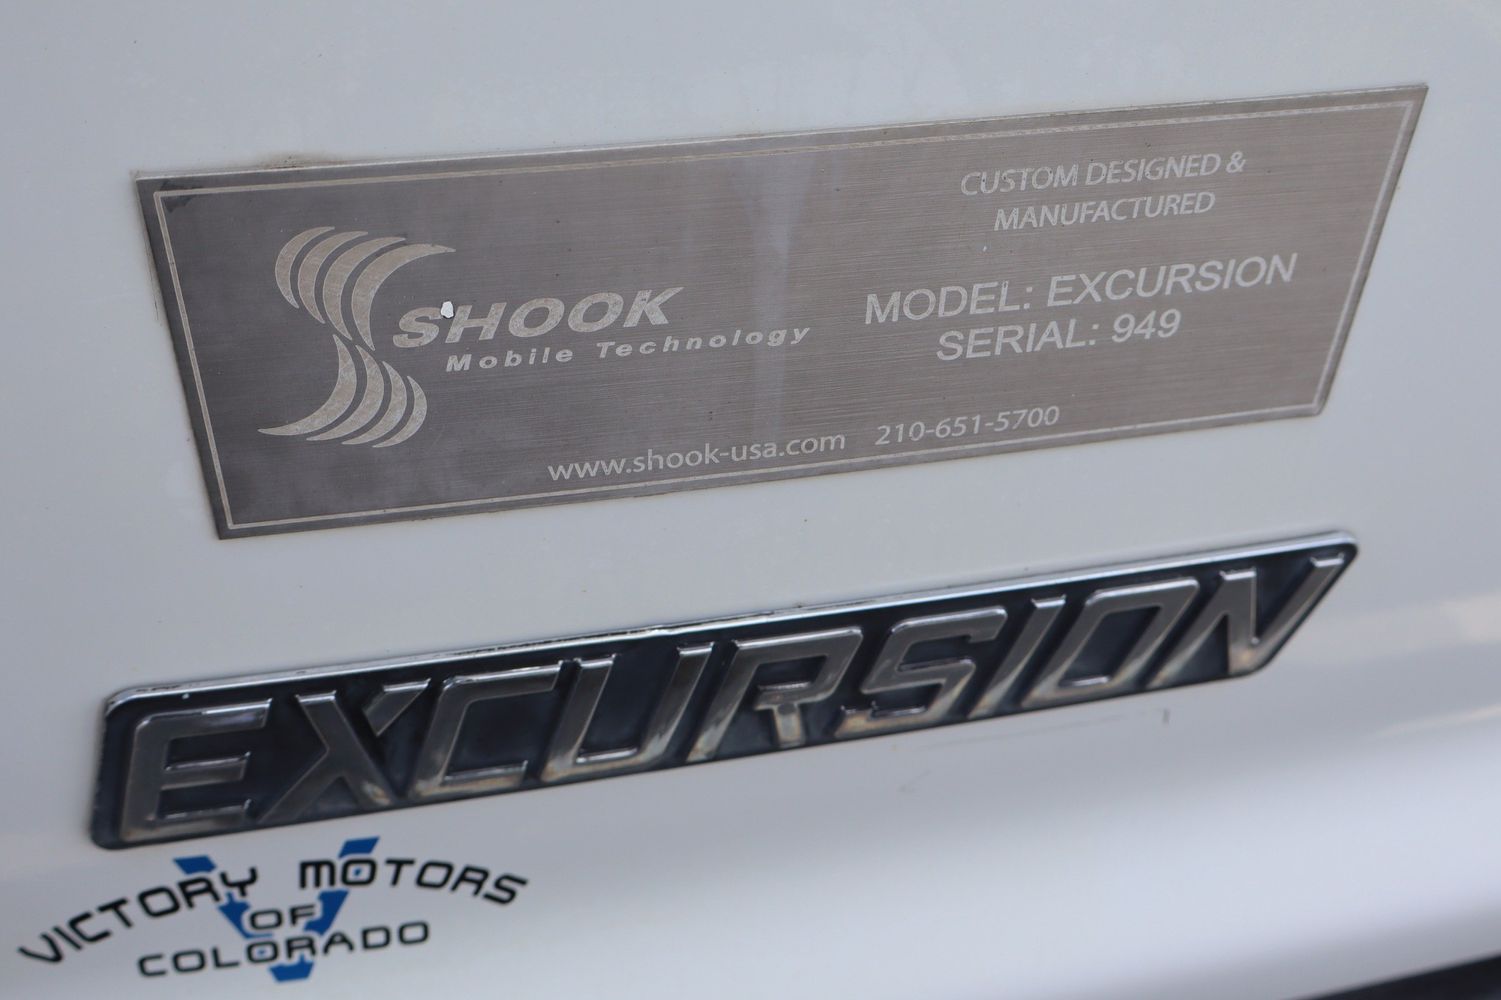 CUSTOM DESIGNED &
MANUFACTURED
SHOOK
Mobile Technology
MODEL: EXCURSION
SERIAL: 949
www.shook-usa.com 210-651-5700
EXCURSION
VICTORY MOTORS
OF
COLORADO